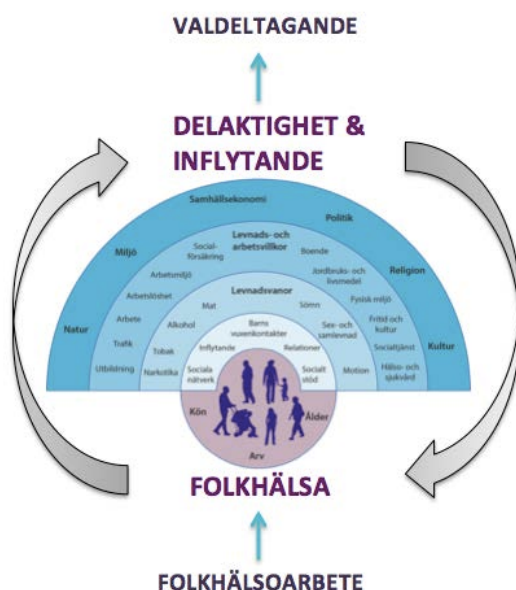 VALDELTAGANDE
DELAKTIGHET &
INFLYTANDE
Samhällsekonomi
Politik
Miljö
Religion
Natur
Kultur
Levnads- och
arbetsvillkor
Social-
försäkring
Boende
Arbetsmiljö
Jordbruks- och
livsmedel
Arbetslöshet
Fysisk miljö
Arbete
Fritid och
kultur
Trafik
Socialtjänst
Utbildning
Hälso- och
sjukvård
Levnadsvanor
Mat
Sömn
Alkohol
Sex- och
samlevnad
Tobak
Narkotika
Motion
Barns
vuxenkontakter
Inflytande
Relationer
Sociala
nätverk
Socialt
stöd
Kön
Ålder
Arv
FOLKHÄLSA
FOLKHÄLSOARBETE